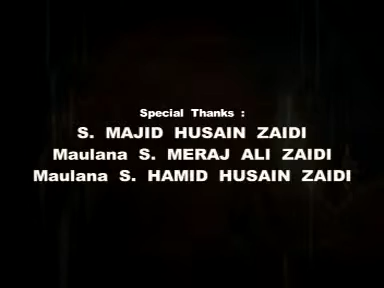 Special Thanks :
S. MAJID HUSAIN ZAIDI
Maulana S. MERAJ ALI ZAIDI
Maulana S. HAMID HUSAIN ZAIDI